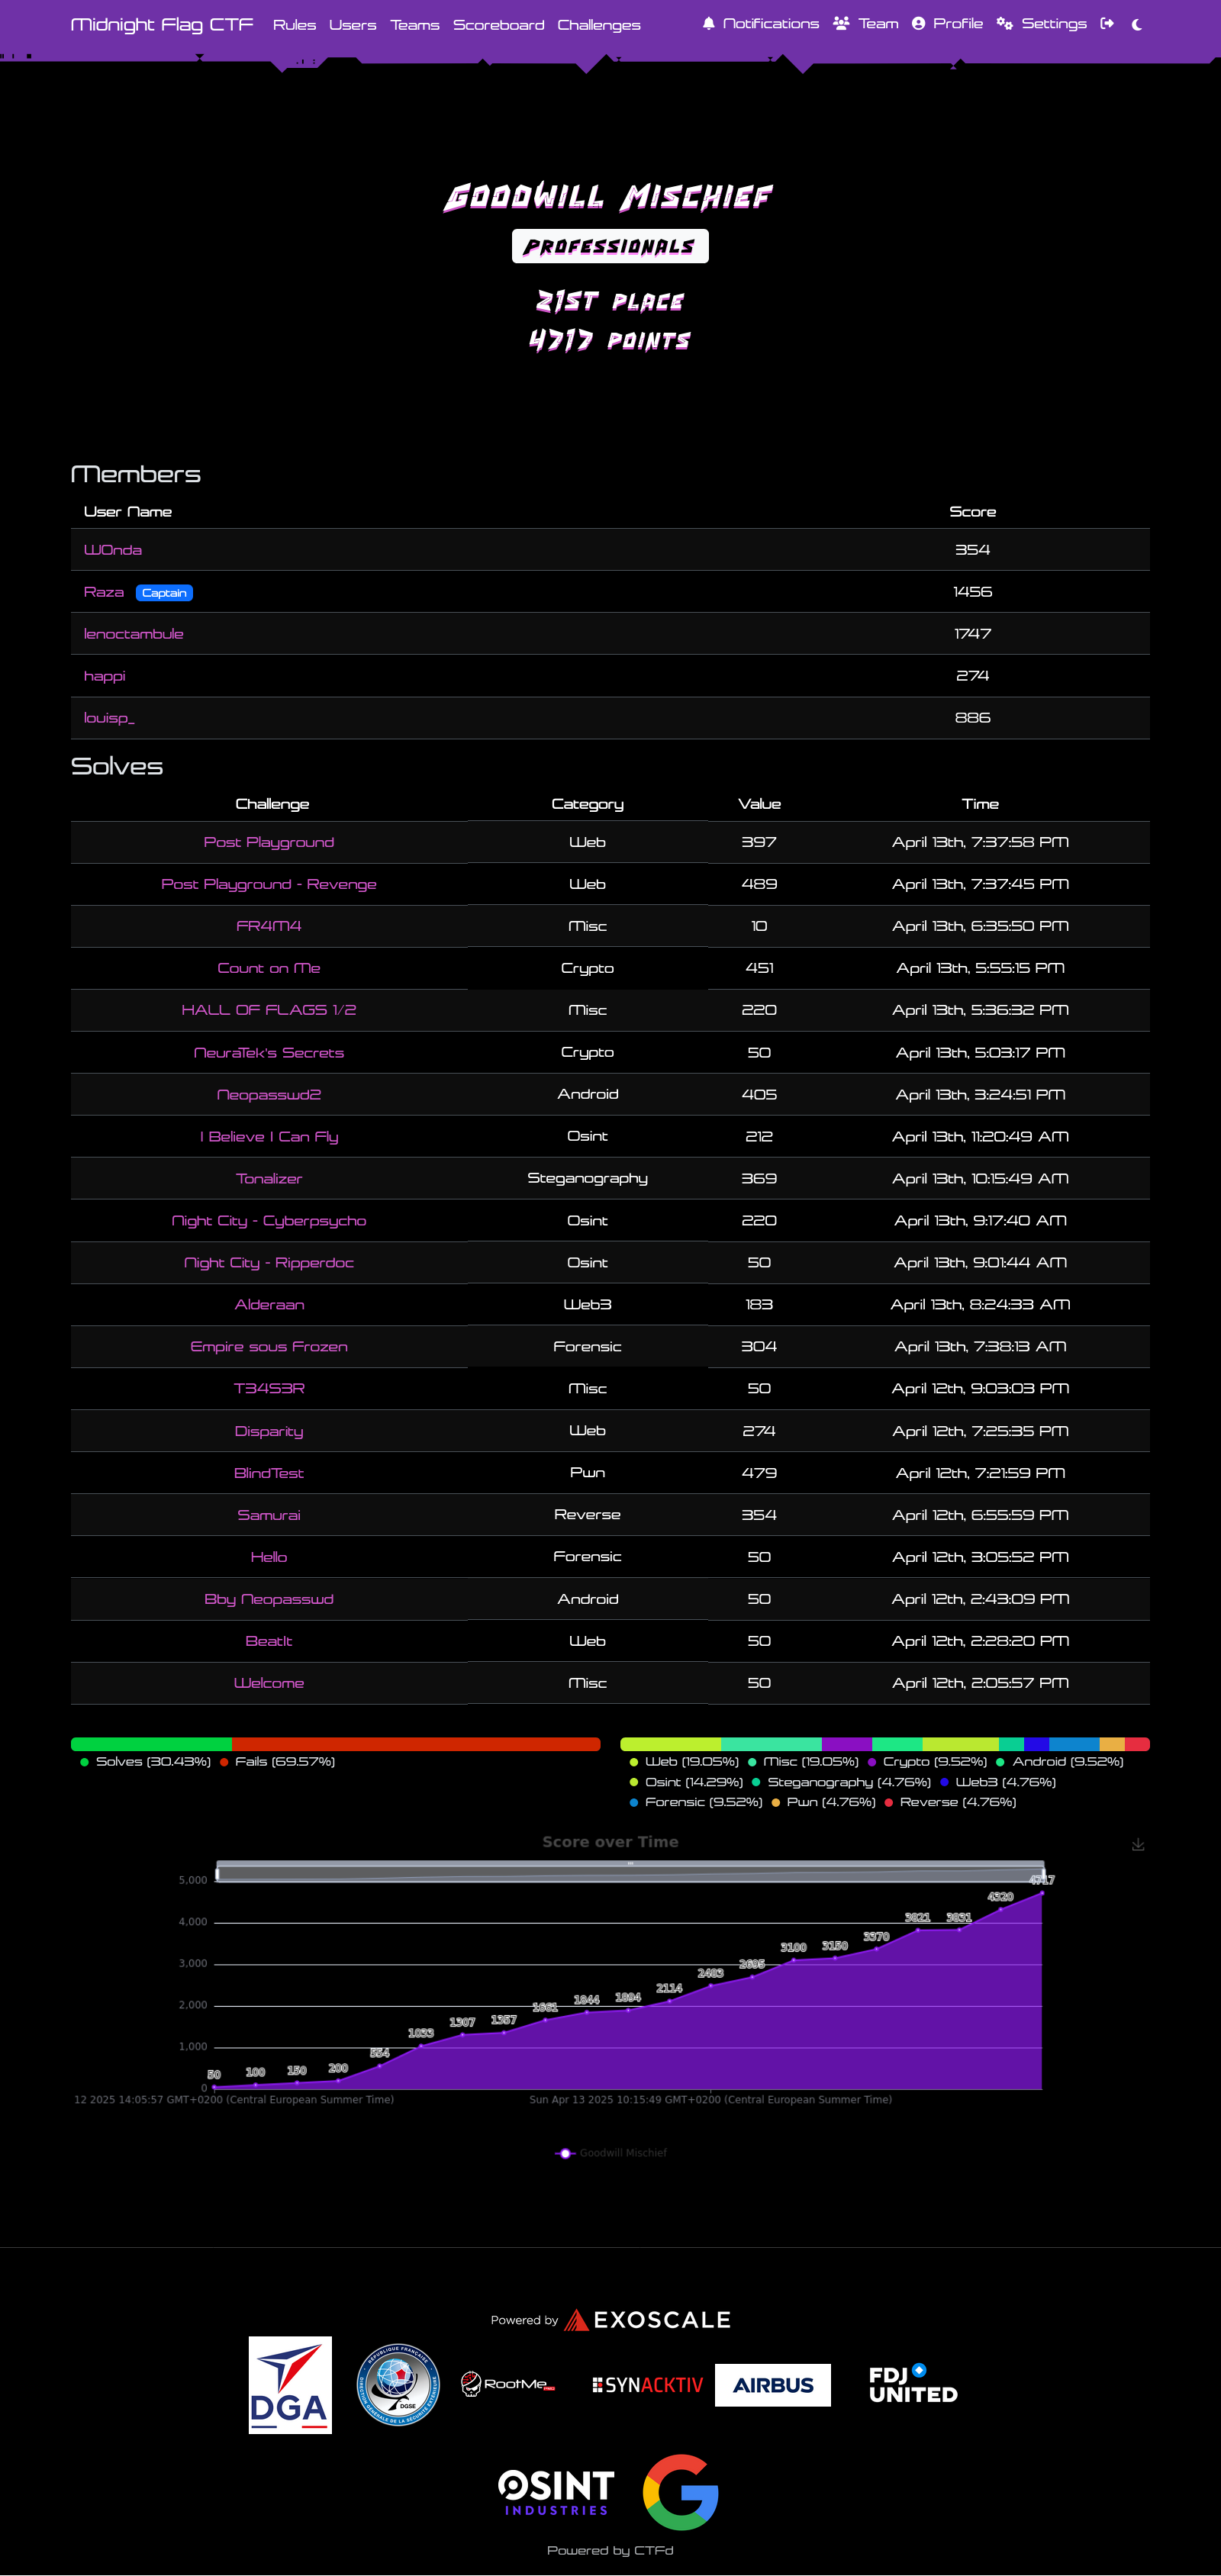 Midnight Flag CTF Rules Users Teams Scoreboard Challenges Notifications Team Profile Settings
Goodwill Mischief
Professionals
21st place
4717 points
Members
User Name Score
W0nda 354
Raza Captain 1456
lenoctambule 1747
happi 274
louisp_ 886
Solves
Challenge Category Value Time
Post Playground Web 397 April 13th, 7:37:58 PM
Post Playground - Revenge Web 489 April 13th, 7:37:45 PM
FR4M4 Misc 10 April 13th, 6:35:50 PM
Count on Me Crypto 451 April 13th, 5:55:15 PM
HALL OF FLAGS 1/2 Misc 220 April 13th, 5:36:32 PM
NeuraTek's Secrets Crypto 50 April 13th, 5:03:17 PM
Neopasswd2 Android 405 April 13th, 3:24:51 PM
I Believe I Can Fly Osint 212 April 13th, 11:20:49 AM
Tonalizer Steganography 369 April 13th, 10:15:49 AM
Night City - Cyberpsycho Osint 220 April 13th, 9:17:40 AM
Night City - Ripperdoc Osint 50 April 13th, 9:01:44 AM
Alderaan Web3 183 April 13th, 8:24:33 AM
Empire sous Frozen Forensic 304 April 13th, 7:38:13 AM
T34S3R Misc 50 April 12th, 9:03:03 PM
Disparity Web 274 April 12th, 7:25:35 PM
BlindTest Pwn 479 April 12th, 7:21:59 PM
Samurai Reverse 354 April 12th, 6:55:59 PM
Hello Forensic 50 April 12th, 3:05:52 PM
Bby Neopasswd Android 50 April 12th, 2:43:09 PM
BeatIt Web 50 April 12th, 2:28:20 PM
Welcome Misc 50 April 12th, 2:05:57 PM
Solves (30.43%) Fails (69.57%)
Web (19.05%) Misc (19.05%) Crypto (9.52%) Android (9.52%)
Osint (14.29%) Steganography (4.76%) Web3 (4.76%)
Forensic (9.52%) Pwn (4.76%) Reverse (4.76%)
Score over Time
5,000
4,000
3,000
2,000
1,000
0
50 100 150 200 554 1033 1307 1357 1661 1844 1894 2114 2483 2695 3100 3150 3370 3821 3831 4320 4717
12 2025 14:05:57 GMT+0200 (Central European Summer Time) Sun Apr 13 2025 10:15:49 GMT+0200 (Central European Summer Time)
Goodwill Mischief
Powered by EXOSCALE
DGA
RÉPUBLIQUE FRANÇAISE
DGSE
DIRECTION GÉNÉRALE DE LA SÉCURITÉ EXTÉRIEURE
RootMe PRO
SYNACKTIV
AIRBUS
FDJ
UNITED
OSINT
INDUSTRIES
Powered by CTFd